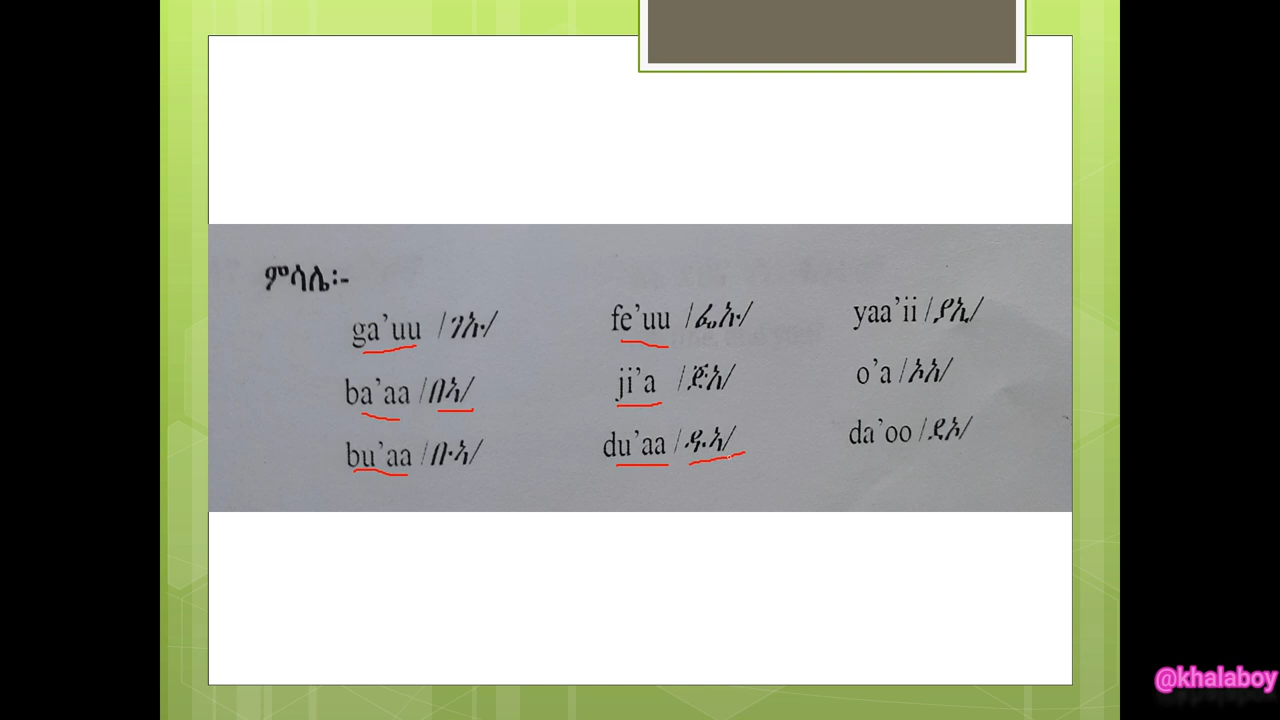 ምሳሌ፡-
ga’uu /ገኡ/ fe’uu /ፌኡ/ yaa’ii /ያኢ/
ba’aa /በኣ/ ji’a /ጅአ/ o’a /ኦአ/
bu’aa /ቡኣ/ du’aa /ዱኣ/ da’oo /ደኦ/
@khalaboy